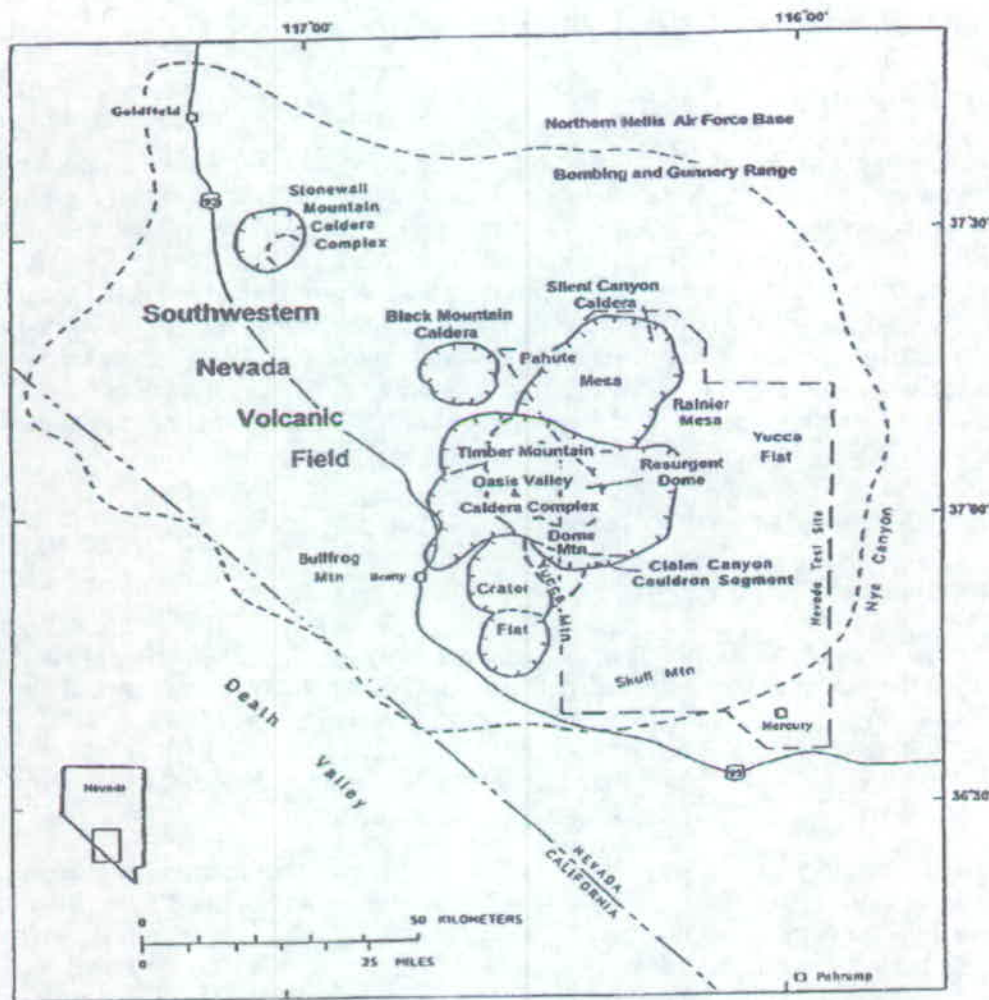 117°00'
116°00'
Goldfield
Northern Nellis Air Force Base
Bombing and Gunnery Range
95
Stonewall
Mountain
Caldera
Complex
37°30'
Silent Canyon
Caldera
Southwestern
Black Mountain
Caldera
Nevada
Pahute
Mesa
Rainier
Mesa
Volcanic
Yucca
Flat
Field
Timber Mountain
Resurgent
Dome
Oasis Valley
&
Caldera Complex
37°00'
Dome
Mtn
Nevada Test Site
Nye Canyon
Bullfrog
Mtn
Beatty
Claim Canyon
Cauldron Segment
Yucca Mtn
Crater
Flat
Skull Mtn
Mercury
Death
Valley
95
36°30'
Nevada
NEVADA
CALIFORNIA
0
50 KILOMETERS
0
25 MILES
Pahrump